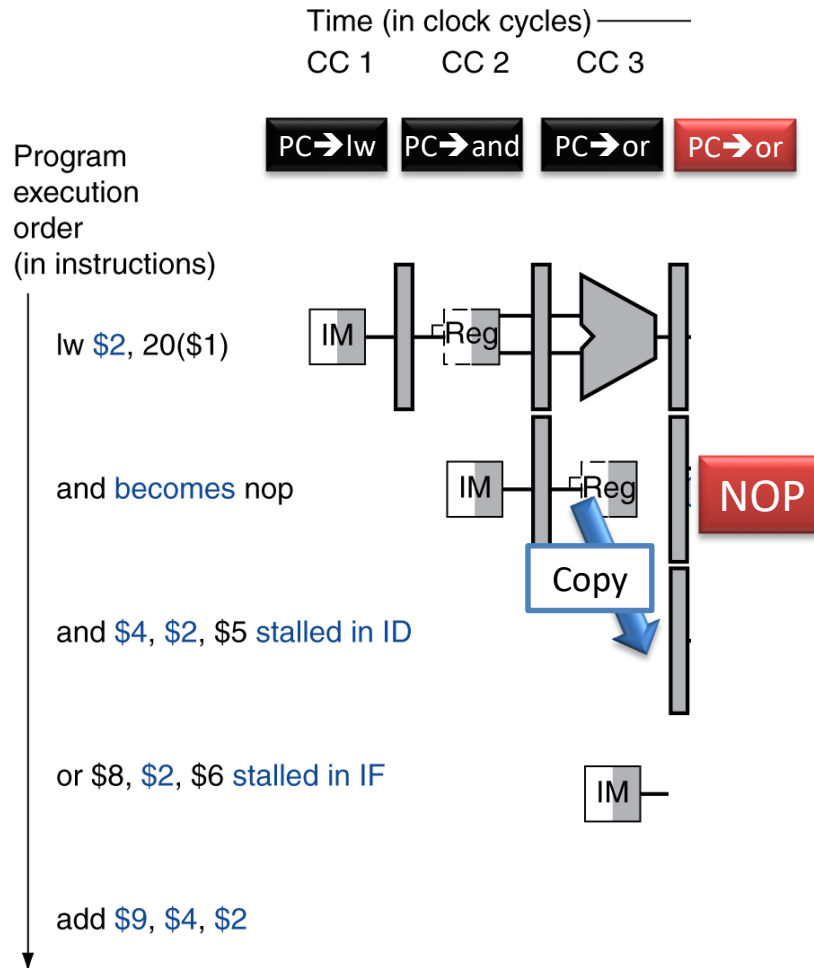 Time (in clock cycles)
CC 1 CC 2 CC 3
PC➔lw PC➔and PC➔or PC➔or
Program
execution
order
(in instructions)
lw $2, 20($1)
IM Reg
and becomes nop
IM Reg
NOP
Copy
and $4, $2, $5 stalled in ID
or $8, $2, $6 stalled in IF
IM
add $9, $4, $2